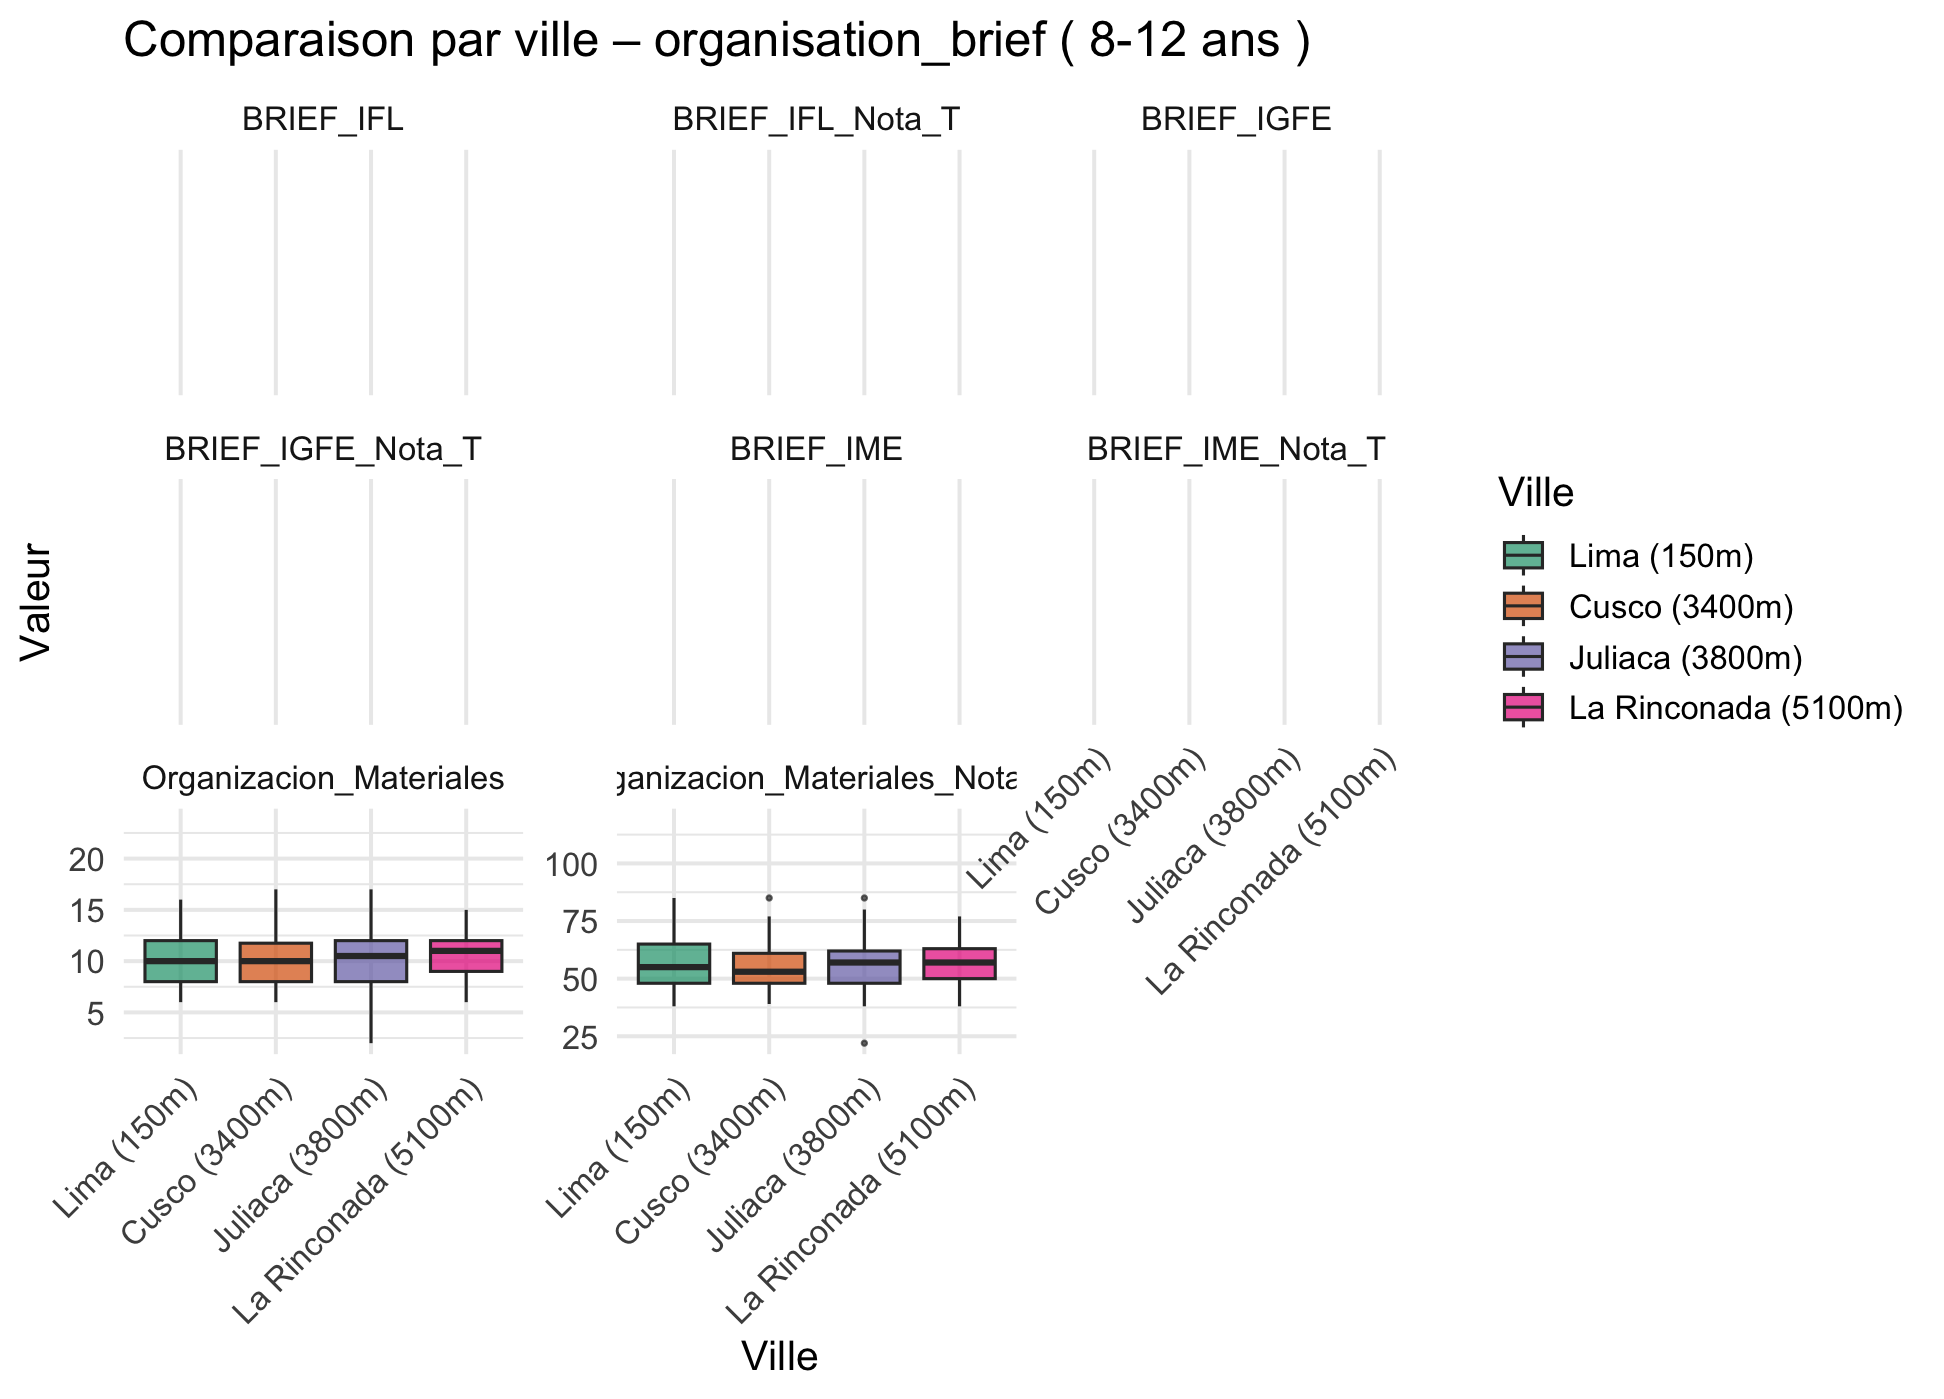 Comparaison par ville – organisation_brief ( 8-12 ans )
BRIEF_IFL
BRIEF_IFL_Nota_T
BRIEF_IGFE
BRIEF_IGFE_Nota_T
BRIEF_IME
BRIEF_IME_Nota_T
Organizacion_Materiales
ganizacion_Materiales_Nota
Valeur
20
15
10
5
100
75
50
25
Lima (150m)
Cusco (3400m)
Juliaca (3800m)
La Rinconada (5100m)
Lima (150m)
Cusco (3400m)
Juliaca (3800m)
La Rinconada (5100m)
Lima (150m)
Cusco (3400m)
Juliaca (3800m)
La Rinconada (5100m)
Ville
Ville
Lima (150m)
Cusco (3400m)
Juliaca (3800m)
La Rinconada (5100m)